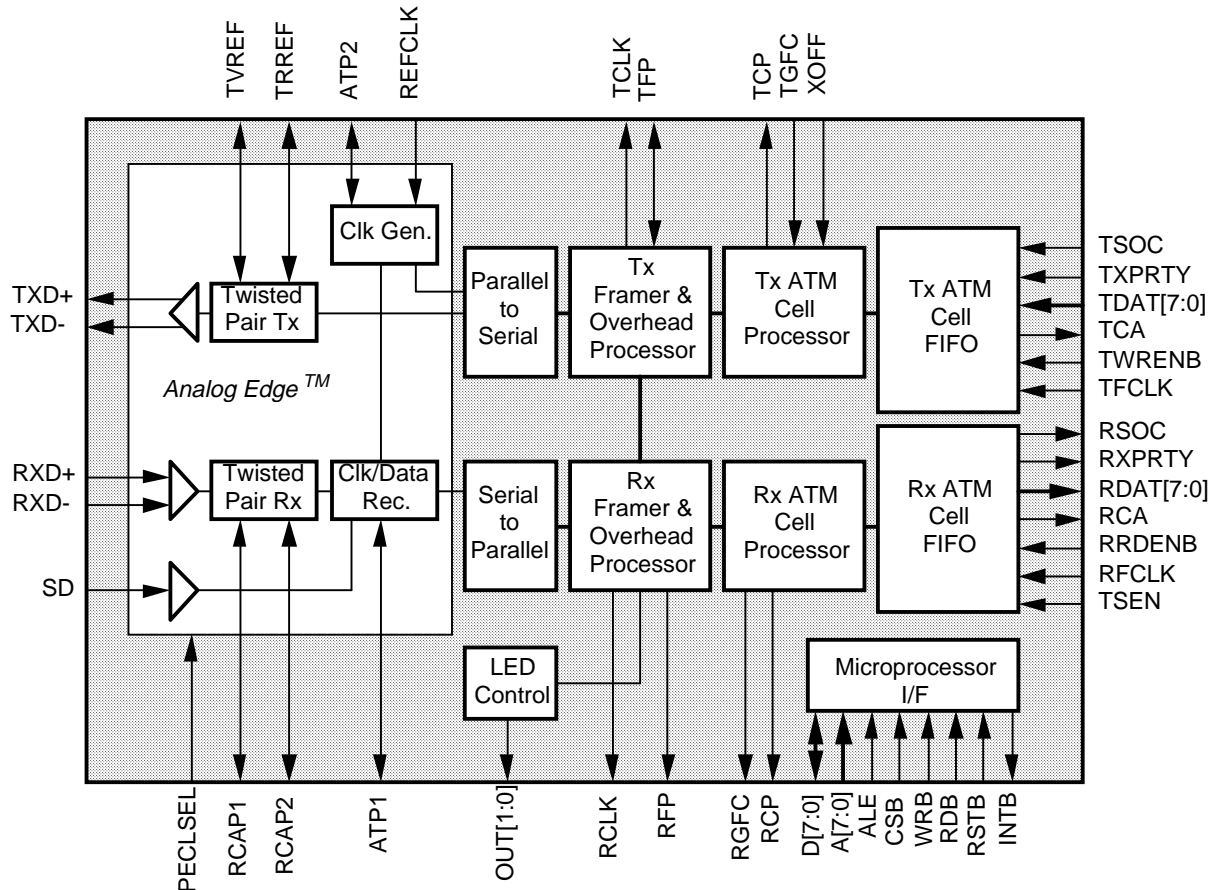 TVREF
TRREF
ATP2
REFCLK
TCLK
TFP
TCP
TGFC
XOFF
Clk Gen.
TXD+
TXD-
Twisted
Pair Tx
Parallel
to
Serial
Tx
Framer &
Overhead
Processor
Tx ATM
Cell
Processor
Tx ATM
Cell
FIFO
TSOC
TXPRTY
TDAT[7:0]
TCA
TWRENB
TFCLK
Analog Edge TM
RXD+
RXD-
SD
Twisted
Pair Rx
Clk/Data
Rec.
Serial
to
Parallel
Rx
Framer &
Overhead
Processor
Rx ATM
Cell
Processor
Rx ATM
Cell
FIFO
RSOC
RXPRTY
RDAT[7:0]
RCA
RRDENB
RFCLK
TSEN
LED
Control
Microprocessor
I/F
PECLSEL
RCAP1
RCAP2
ATP1
OUT[1:0]
RCLK
RFP
RGFC
RCP
D[7:0]
A[7:0]
ALE
CSB
WRB
RDB
RSTB
INTB